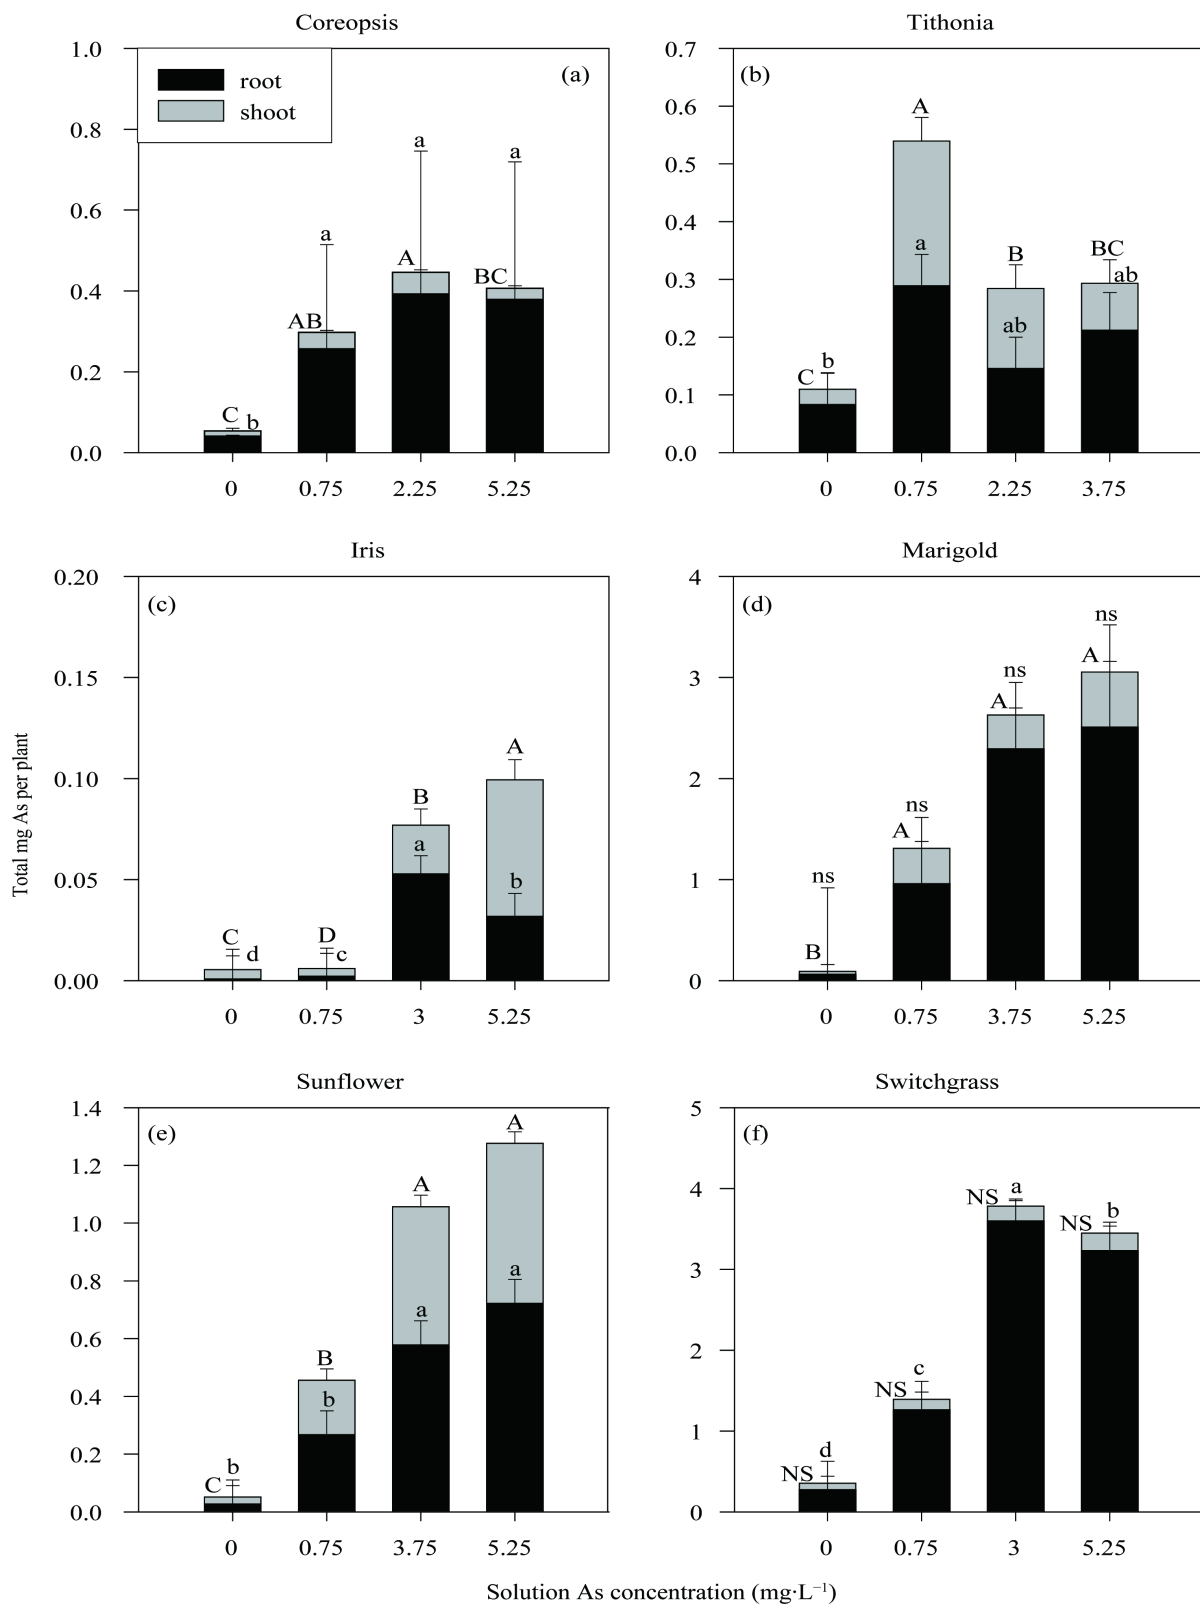 Coreopsis
1.0
0.8
0.6
0.4
0.2
0.0
root
shoot
(a)
C b
AB a
A a
BC a
0 0.75 2.25 5.25
Tithonia
0.7
0.6
0.5
0.4
0.3
0.2
0.1
0.0
(b)
C b
A
a
B
ab
BC
ab
0 0.75 2.25 3.75
Total mg As per plant
Iris
0.20
0.15
0.10
0.05
0.00
(c)
C d
D c
B
a
A
b
0 0.75 3 5.25
Marigold
4
3
2
1
0
(d)
ns
B
ns
A
ns
A
ns
A
0 0.75 3.75 5.25
Sunflower
1.4
1.2
1.0
0.8
0.6
0.4
0.2
0.0
(e)
b
C
B
b
A
a
A
a
0 0.75 3.75 5.25
Switchgrass
5
4
3
2
1
0
(f)
d
NS
c
NS
a
NS
b
NS
0 0.75 3 5.25
Solution As concentration (mg·L⁻¹)